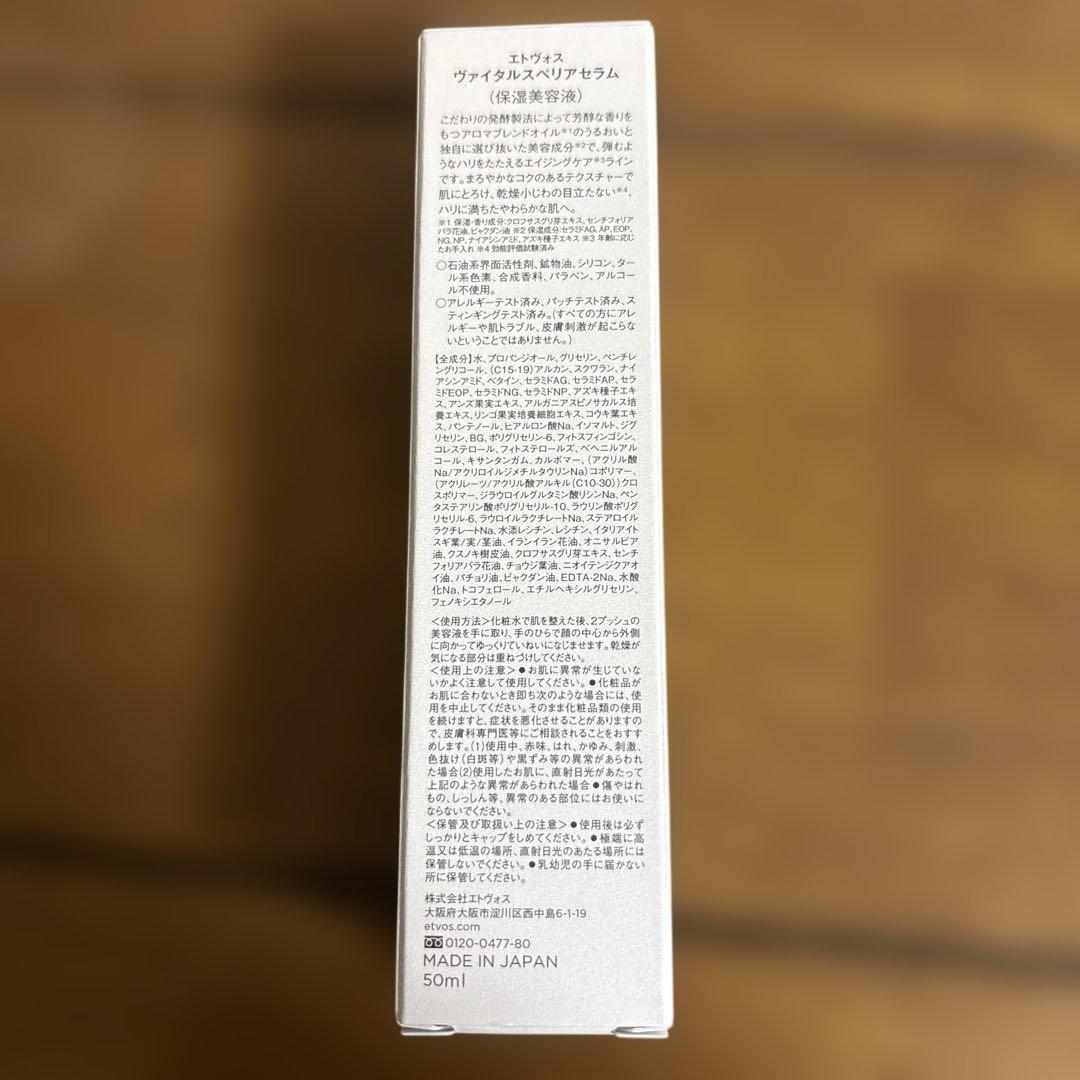 エトヴォス
ヴァイタルスペリアセラム
（保湿美容液）
こだわりの発酵製法によって芳醇な香りを
もつアロマブレンドオイル※1のうるおいと
独自に選び抜いた美容成分※2で、弾むよ
うなハリをたたえるエイジングケア※3ライン
です。まろやかなコクのあるテクスチャーで
肌にとろけ、乾燥小じわの目立たない※4、
ハリに満ちたやわらかな肌へ。
※1 保湿・香り成分:クロフサスグリ芽エキス、センチフォリア
バラ花油、ビャクダン油 ※2 保湿成分:セラミドAG, AP, EOP,
NG, NP、ナイアシンアミド、アズキ種子エキス ※3 年齢に応じ
たお手入れ ※4 効能評価試験済み
○石油系界面活性剤、鉱物油、シリコン、ター
ル系色素、合成香料、パラベン、アルコー
ル不使用。
○アレルギーテスト済み、パッチテスト済み、ス
ティンギングテスト済み。（すべての方にアレ
ルギーや肌トラブル、皮膚刺激が起こらな
いということではありません。）
【全成分】水、プロパンジオール、グリセリン、ペンチレ
ングリコール、（C15-19）アルカン、スクワラン、ナイ
アシンアミド、ベタイン、セラミドAG、セラミドAP、セラ
ミドEOP、セラミドNG、セラミドNP、アズキ種子エキ
ス、アンズ果実エキス、アルガニアスピノサカルス培
養エキス、リンゴ果実培養細胞エキス、コウキ葉エキ
ス、パンテノール、ヒアルロン酸Na、イソマルト、ジグ
リセリン、BG、ポリグリセリン-6、フィトスフィンゴシン、
コレステロール、フィトステロールズ、ベヘニルアル
コール、キサンタンガム、カルボマー、（アクリル酸
Na/アクリロイルジメチルタウリンNa）コポリマー、
（アクリレーツ/アクリル酸アルキル（C10-30））クロ
スポリマー、ジラウロイルグルタミン酸リシンNa、ペン
タステアリン酸ポリグリセリル-10、ラウリン酸ポリグ
リセリル-6、ラウロイルラクチレートNa、ステアロイル
ラクチレートNa、水添レシチン、レシチン、イタリアイト
スギ葉/実/茎油、イランイラン花油、オニサルビア
油、クスノキ樹皮油、クロフサスグリ芽エキス、センチ
フォリアバラ花油、チョウジ葉油、ニオイテンジクアオ
イ油、パチョリ油、ビャクダン油、EDTA-2Na、水酸
化Na、トコフェロール、エチルヘキシルグリセリン、
フェノキシエタノール
＜使用方法＞化粧水で肌を整えた後、2プッシュの
美容液を手に取り、手のひらで顔の中心から外側
に向かってゆっくりていねいになじませます。乾燥が
気になる部分は重ねづけしてください。
＜使用上の注意＞●お肌に異常が生じていな
いかよく注意して使用してください。●化粧品が
お肌に合わないとき即ち次のような場合には、使
用を中止してください。そのまま化粧品類の使用
を続けますと、症状を悪化させることがありますの
で、皮膚科専門医等にご相談されることをおすす
めします。(1)使用中、赤味、はれ、かゆみ、刺激、
色抜け(白斑等)や黒ずみ等の異常があらわれ
た場合(2)使用したお肌に、直射日光があたって
上記のような異常があらわれた場合●傷やはれ
もの、しっしん等、異常のある部位にはお使いに
ならないでください。
＜保管及び取扱い上の注意＞●使用後は必ず
しっかりとキャップをしめてください。●極端に高
温又は低温の場所、直射日光のあたる場所には
保管しないでください。●乳幼児の手に届かない
所に保管してください。
株式会社エトヴォス
大阪府大阪市淀川区西中島6-1-19
etvos.com
0120-0477-80
MADE IN JAPAN
50ml